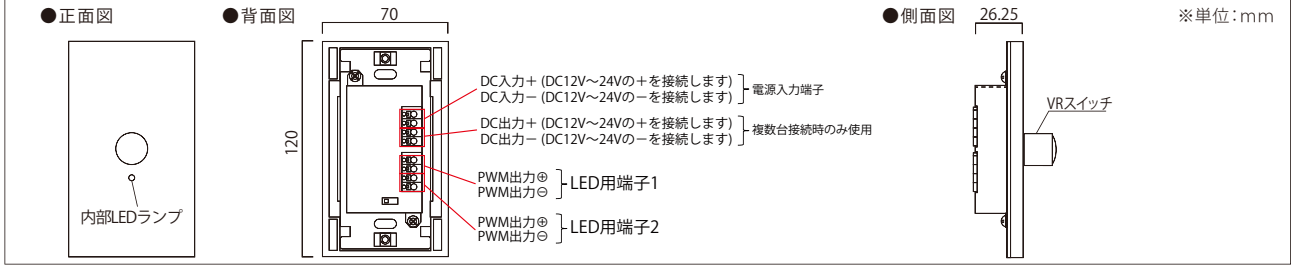 ●正面図
●背面図
●側面図
※単位:mm
70
26.25
120
DC入力+ (DC12V～24Vの+を接続します)
DC入力− (DC12V～24Vの−を接続します)
電源入力端子
DC出力+ (DC12V～24Vの+を接続します)
DC出力− (DC12V～24Vの−を接続します)
複数台接続時のみ使用
PWM出力⊕
PWM出力⊖
LED用端子1
PWM出力⊕
PWM出力⊖
LED用端子2
内部LEDランプ
VRスイッチ